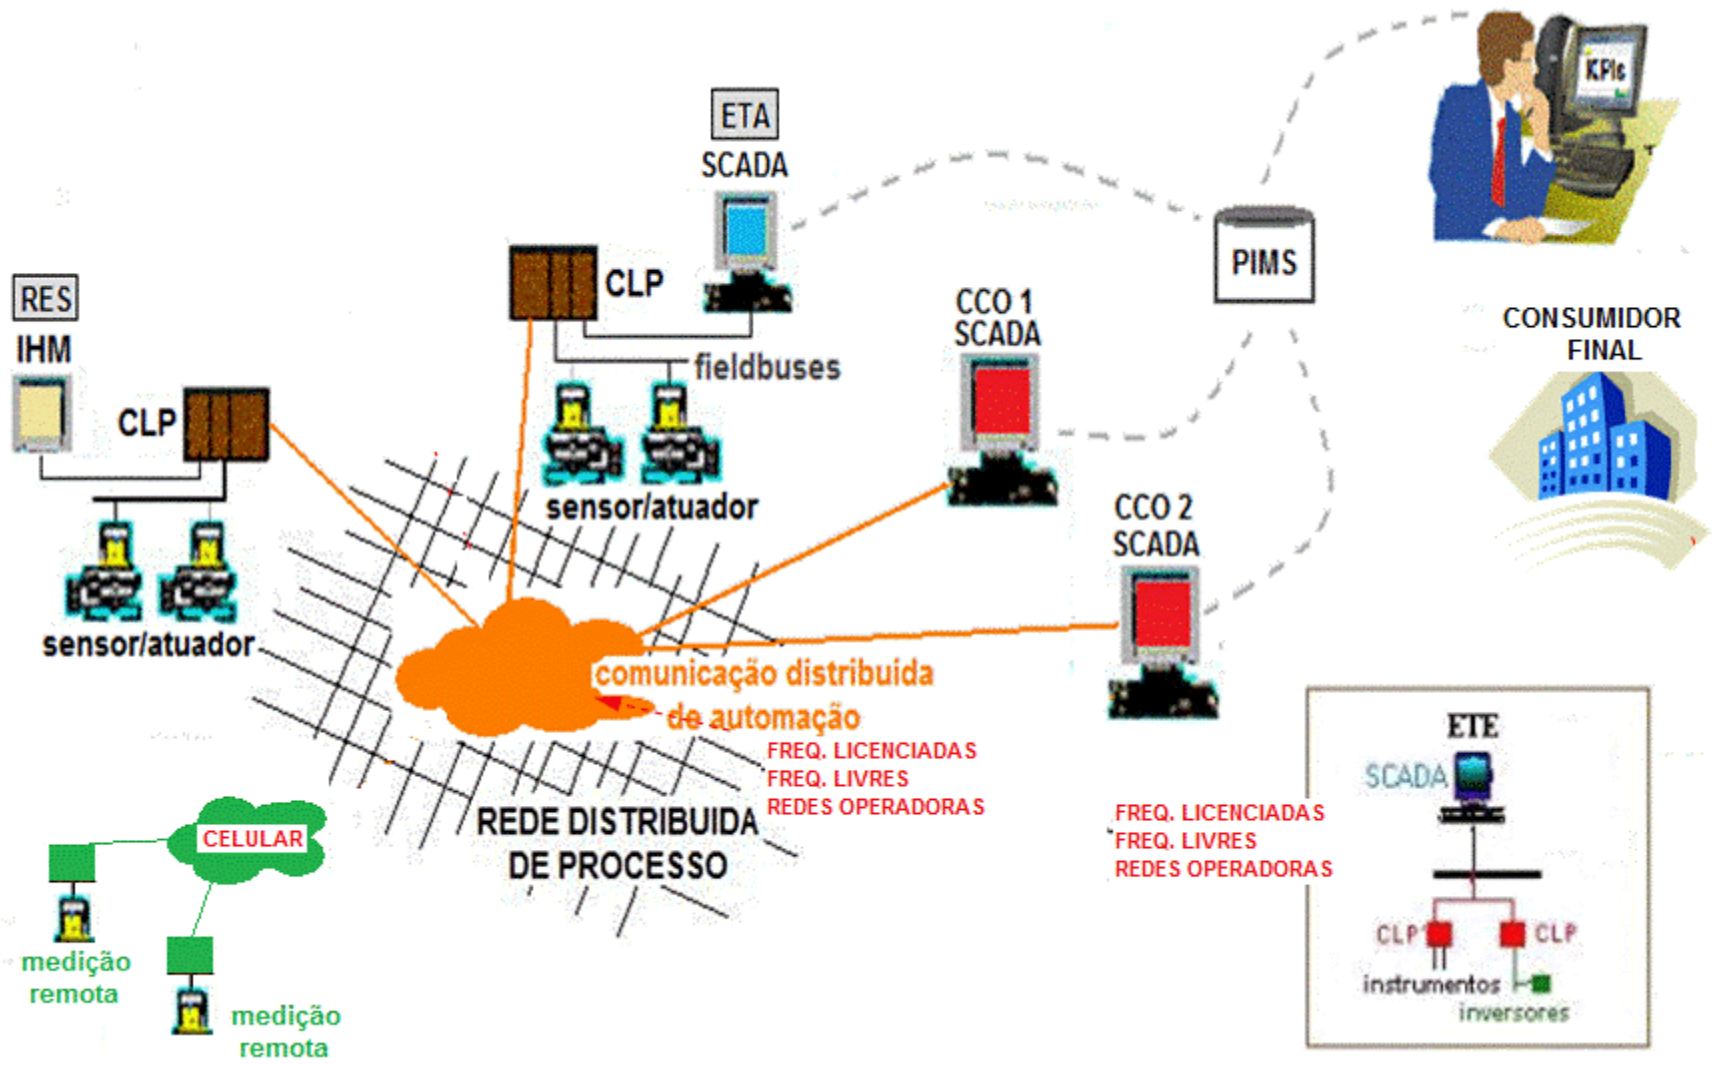 KPIs
ETA
SCADA
PIMS
CLP
RES
IHM
CCO 1
SCADA
CONSUMIDOR
FINAL
fieldbuses
CLP
sensor/atuador
CCO 2
SCADA
sensor/atuador
comunicação distribuida
de automação
FREQ. LICENCIADAS
FREQ. LIVRES
REDES OPERADORAS
REDE DISTRIBUIDA
DE PROCESSO
CELULAR
medição
remota
medição
remota
FREQ. LICENCIADAS
FREQ. LIVRES
REDES OPERADORAS
ETE
SCADA
CLP
CLP
instrumentos
inversores